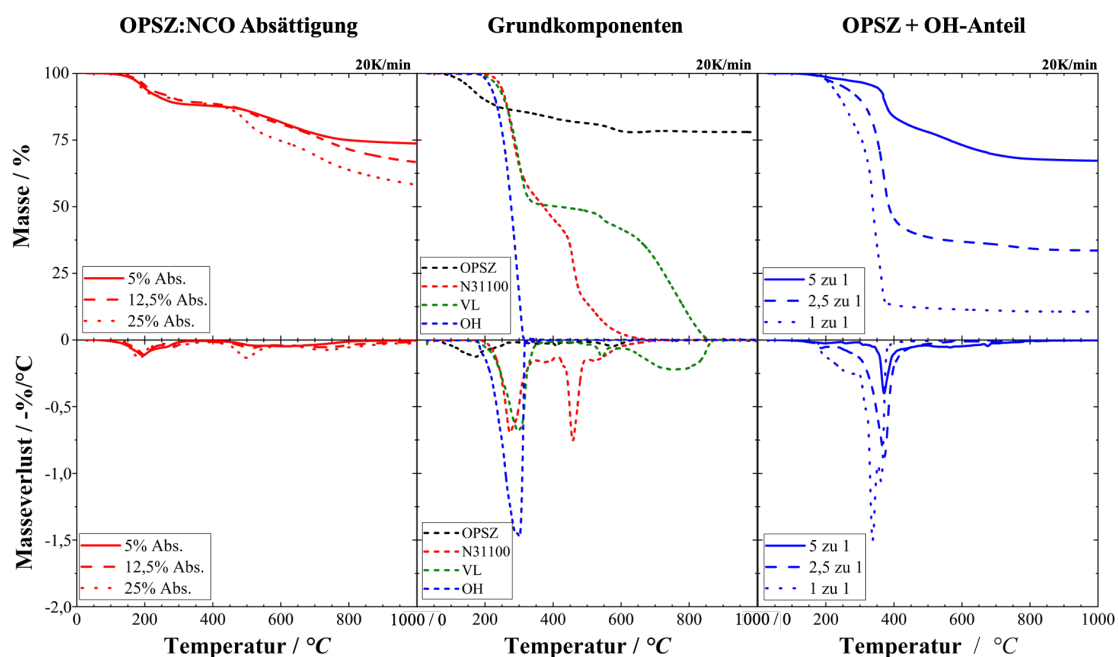 OPSZ:NCO Absättigung
Grundkomponenten
OPSZ + OH-Anteil
20K/min
20K/min
20K/min
Masse / %
100
75
50
25
0
5% Abs.
12,5% Abs.
25% Abs.
OPSZ
N31100
VL
OH
5 zu 1
2,5 zu 1
1 zu 1
Masseverlust / -%/°C
-0,5
-1,0
-1,5
-2,0
5% Abs.
12,5% Abs.
25% Abs.
OPSZ
N31100
VL
OH
5 zu 1
2,5 zu 1
1 zu 1
0 200 400 600 800 1000 / 0 200 400 600 800 1000 / 0 200 400 600 800 1000
Temperatur / °C
Temperatur / °C
Temperatur / °C